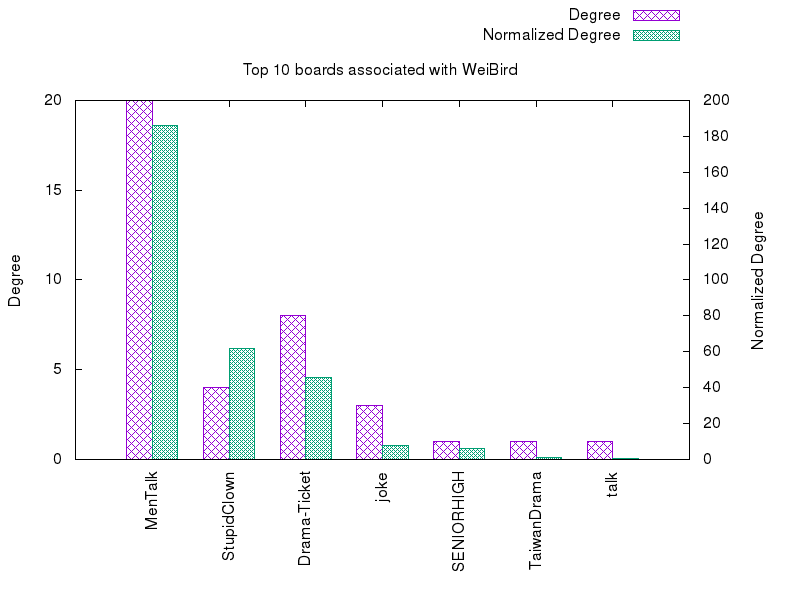 Degree
Normalized Degree
Top 10 boards associated with WeiBird
20
15
10
5
0
200
180
160
140
120
100
80
60
40
20
0
Degree
Normalized Degree
MenTalk
StupidClown
Drama-Ticket
joke
SENIORHIGH
TaiwanDrama
talk